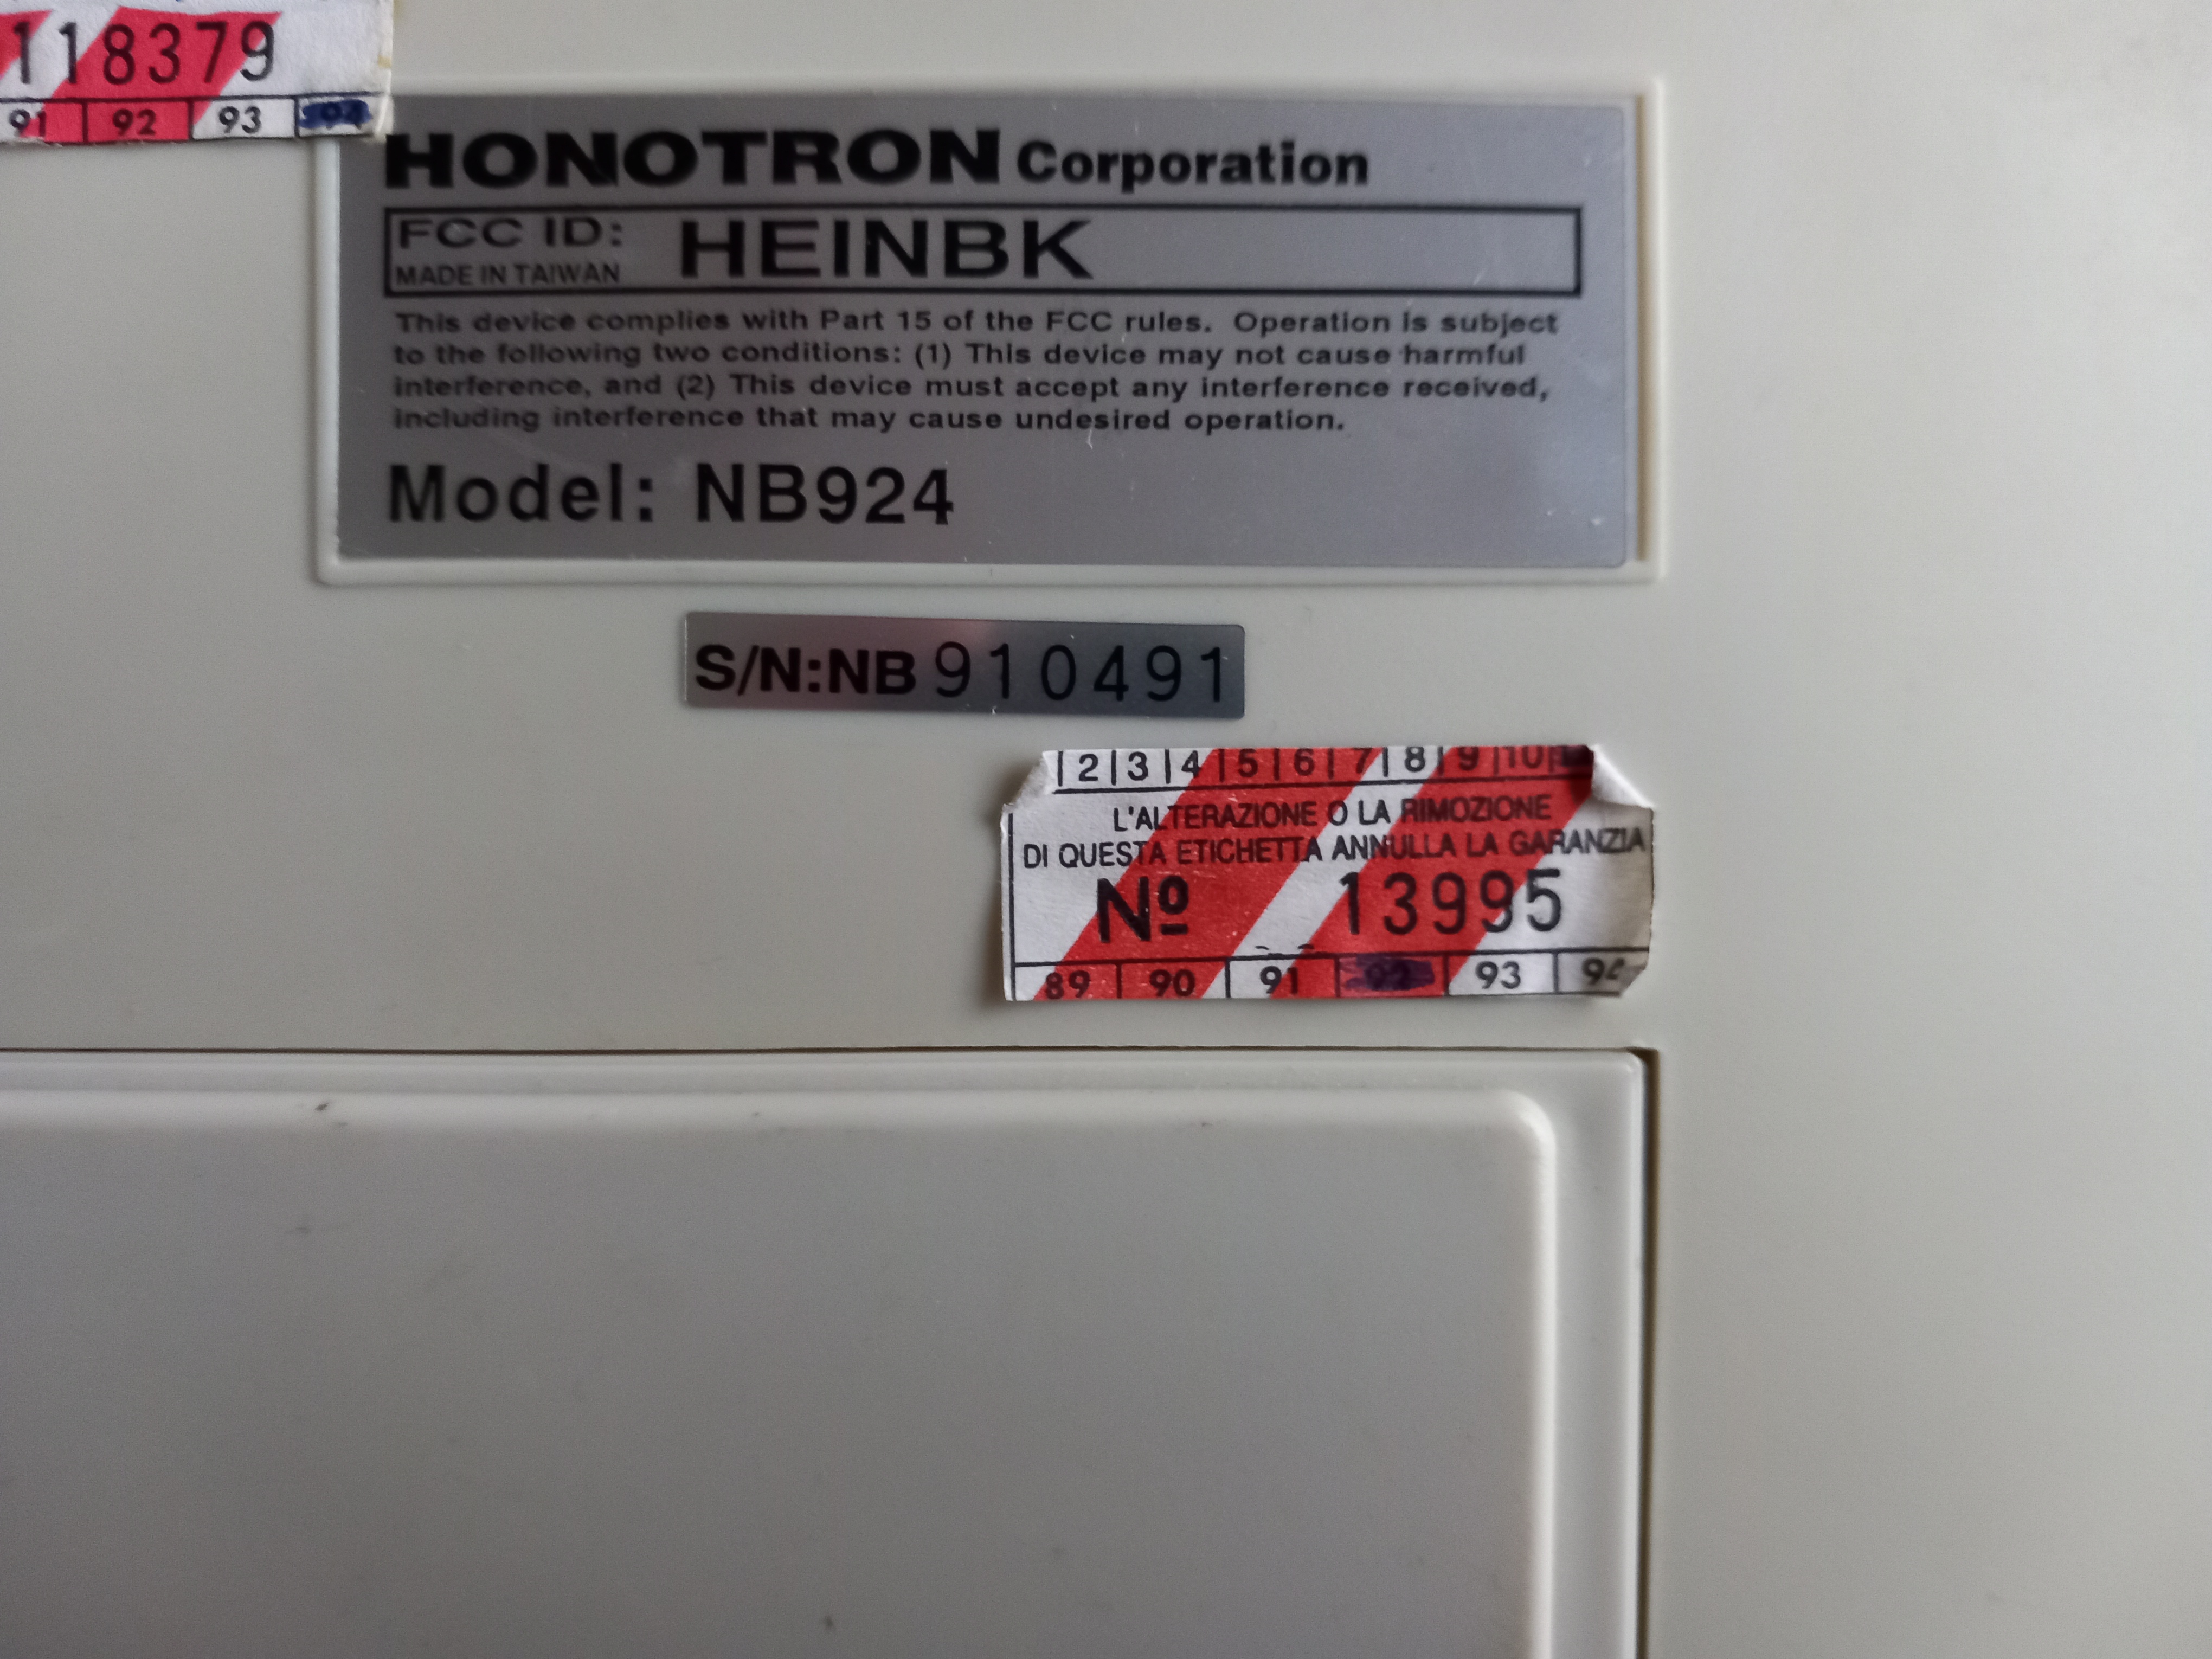 118379
91 92 93 94
HONOTRON Corporation
FCC ID: HEINBK
MADE IN TAIWAN
This device complies with Part 15 of the FCC rules. Operation is subject
to the following two conditions: (1) This device may not cause harmful
interference, and (2) This device must accept any interference received,
including interference that may cause undesired operation.
Model: NB924
S/N:NB 910491
|2|3|4|5|6|7|8|9|10|
L'ALTERAZIONE O LA RIMOZIONE
DI QUESTA ETICHETTA ANNULLA LA GARANZIA
Nº 13995
89 90 91 92 93 94